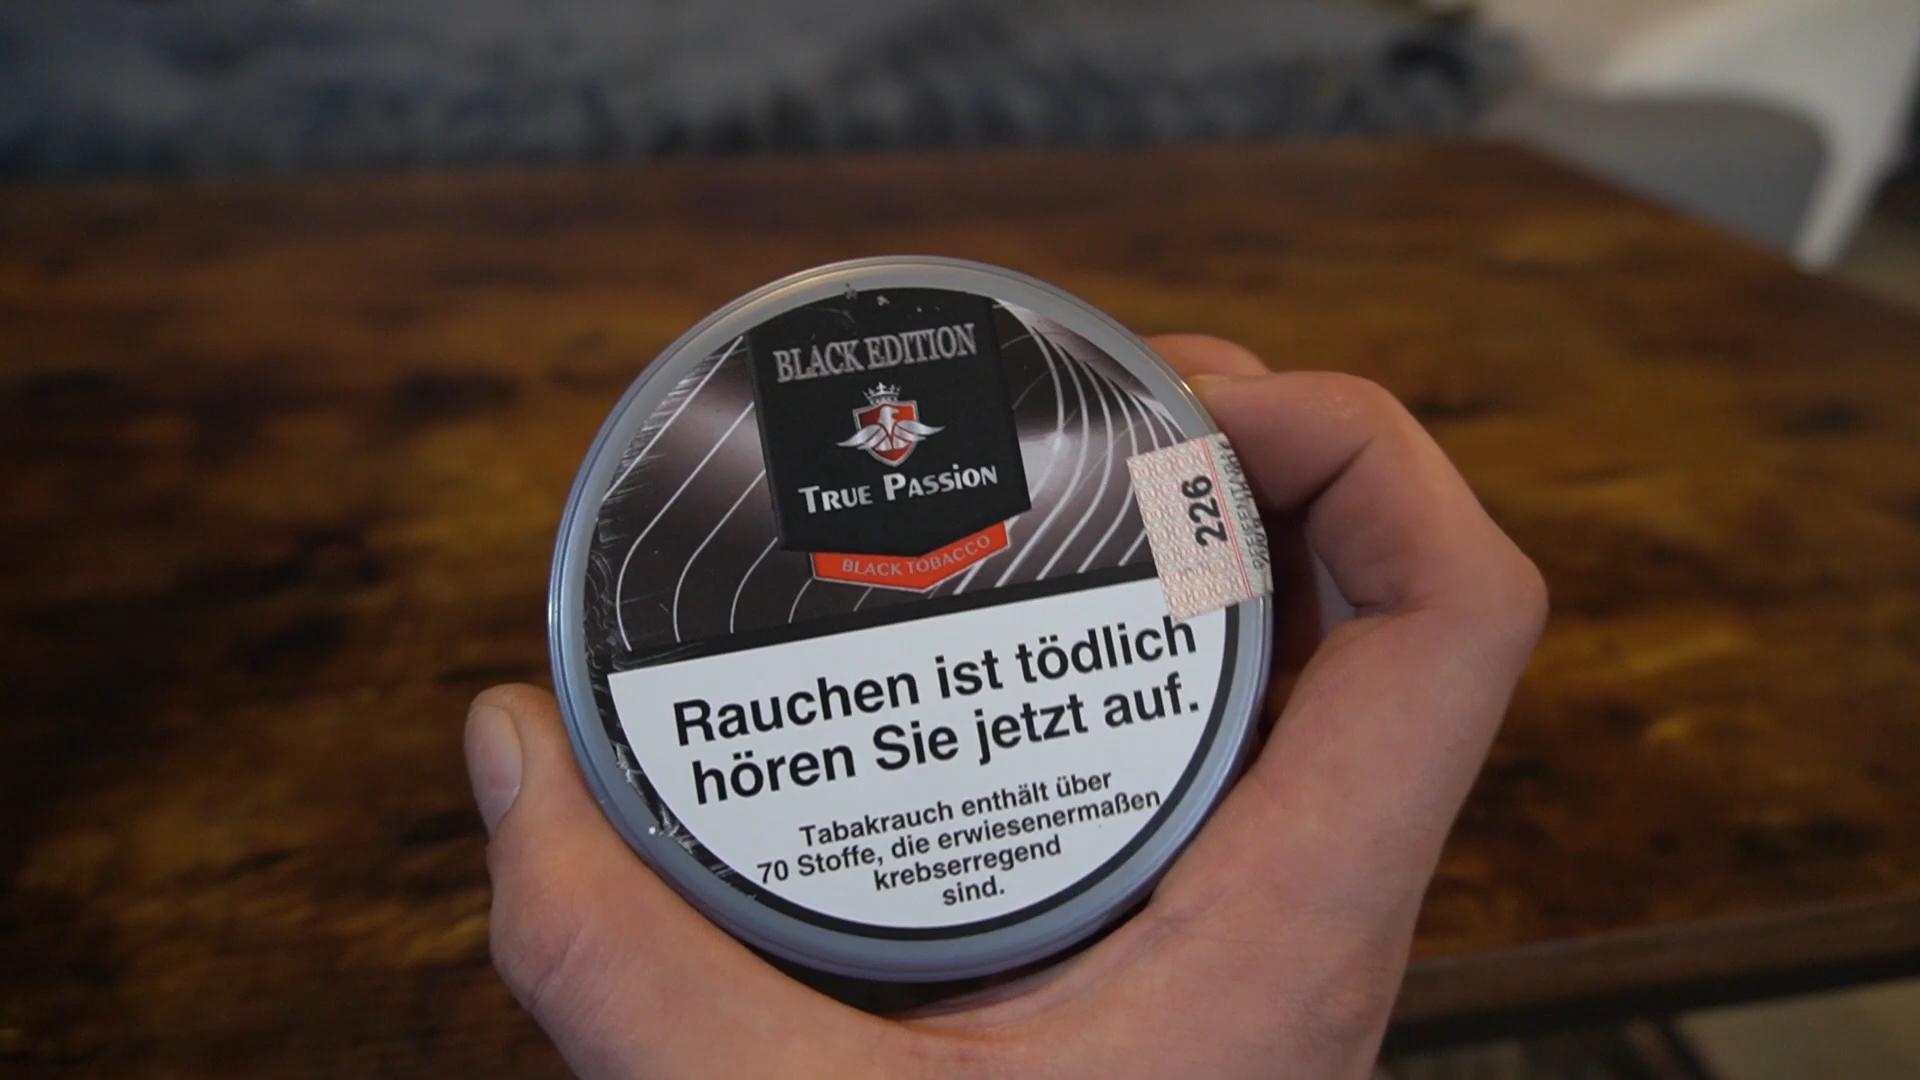 BLACK EDITION
TRUE PASSiON
BLACK TOBACCO
226
Rauchen ist tödlich
hören Sie jetzt auf.
Tabakrauch enthält über
70 Stoffe, die erwiesenermaßen
krebserregend
sind.